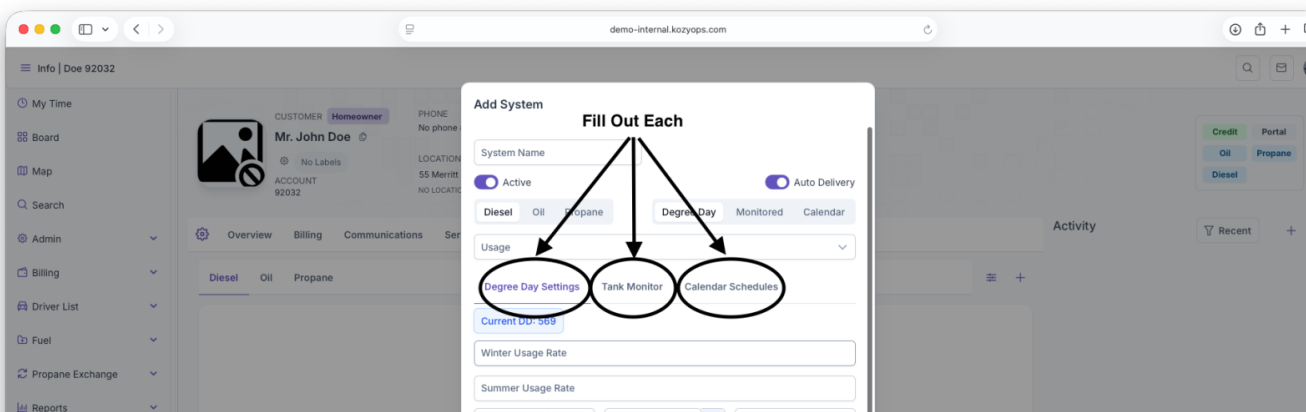 demo-internal.kozyops.com
Info | Doe 92032
My Time
Board
Map
Search
Admin
Billing
Driver List
Fuel
Propane Exchange
Reports
CUSTOMER Homeowner
Mr. John Doe
No Labels
ACCOUNT
92032
PHONE
No phone
LOCATION
55 Merritt
NO LOCATIO
Overview Billing Communications Ser
Diesel Oil Propane
Add System
Fill Out Each
System Name
Active Auto Delivery
Diesel Oil Propane Degree Day Monitored Calendar
Usage
Degree Day Settings Tank Monitor Calendar Schedules
Current DD: 569
Winter Usage Rate
Summer Usage Rate
Credit Portal
Oil Propane
Diesel
Activity Recent